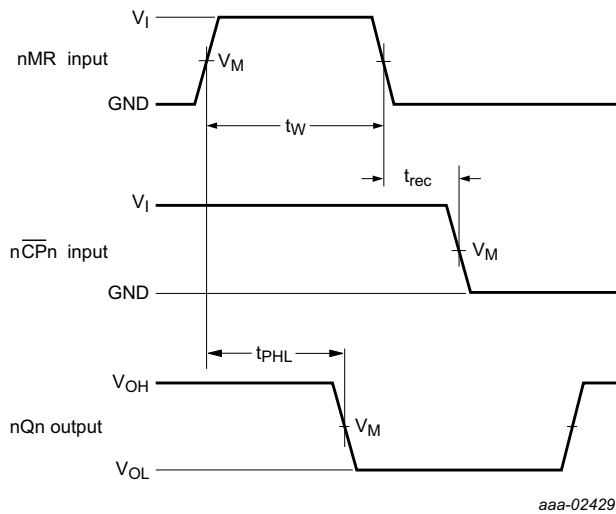 V_I
nMR input
V_M
GND
t_W
t_rec
V_I
nC̅P̅n input
V_M
GND
t_PHL
V_OH
nQn output
V_M
V_OL
aaa-02429